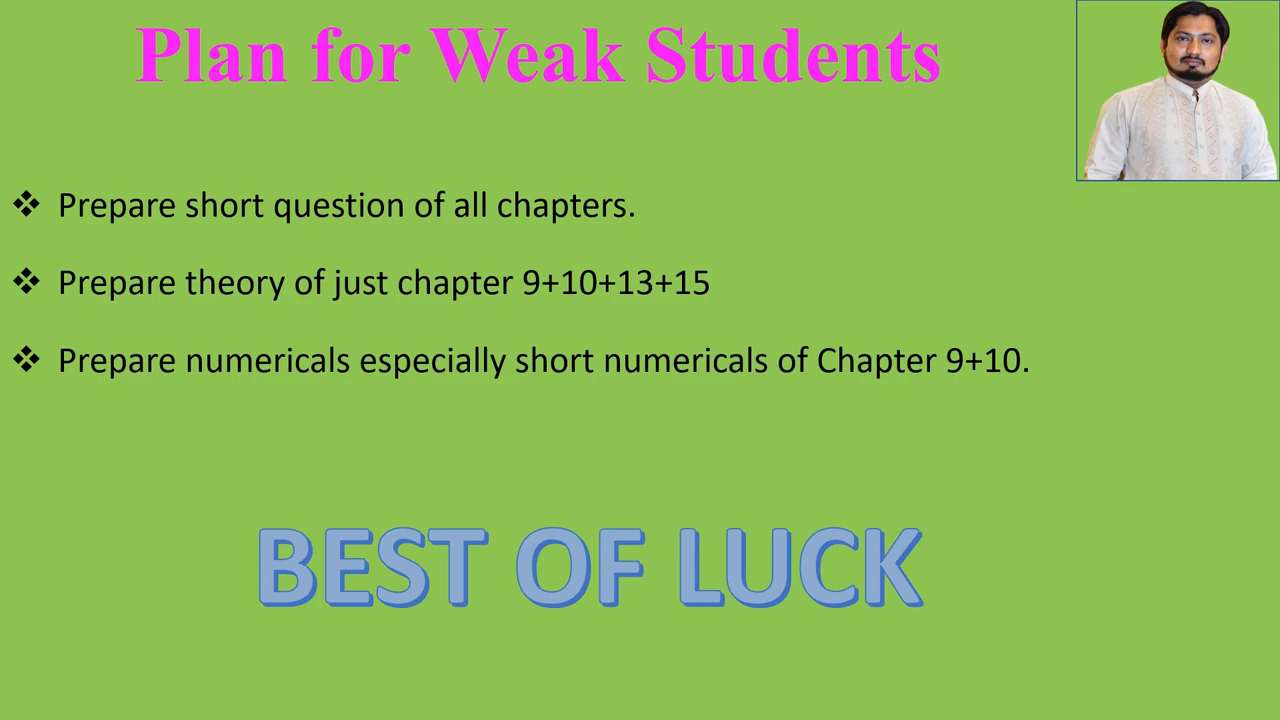 Plan for Weak Students
❖ Prepare short question of all chapters.
❖ Prepare theory of just chapter 9+10+13+15
❖ Prepare numericals especially short numericals of Chapter 9+10.
BEST OF LUCK